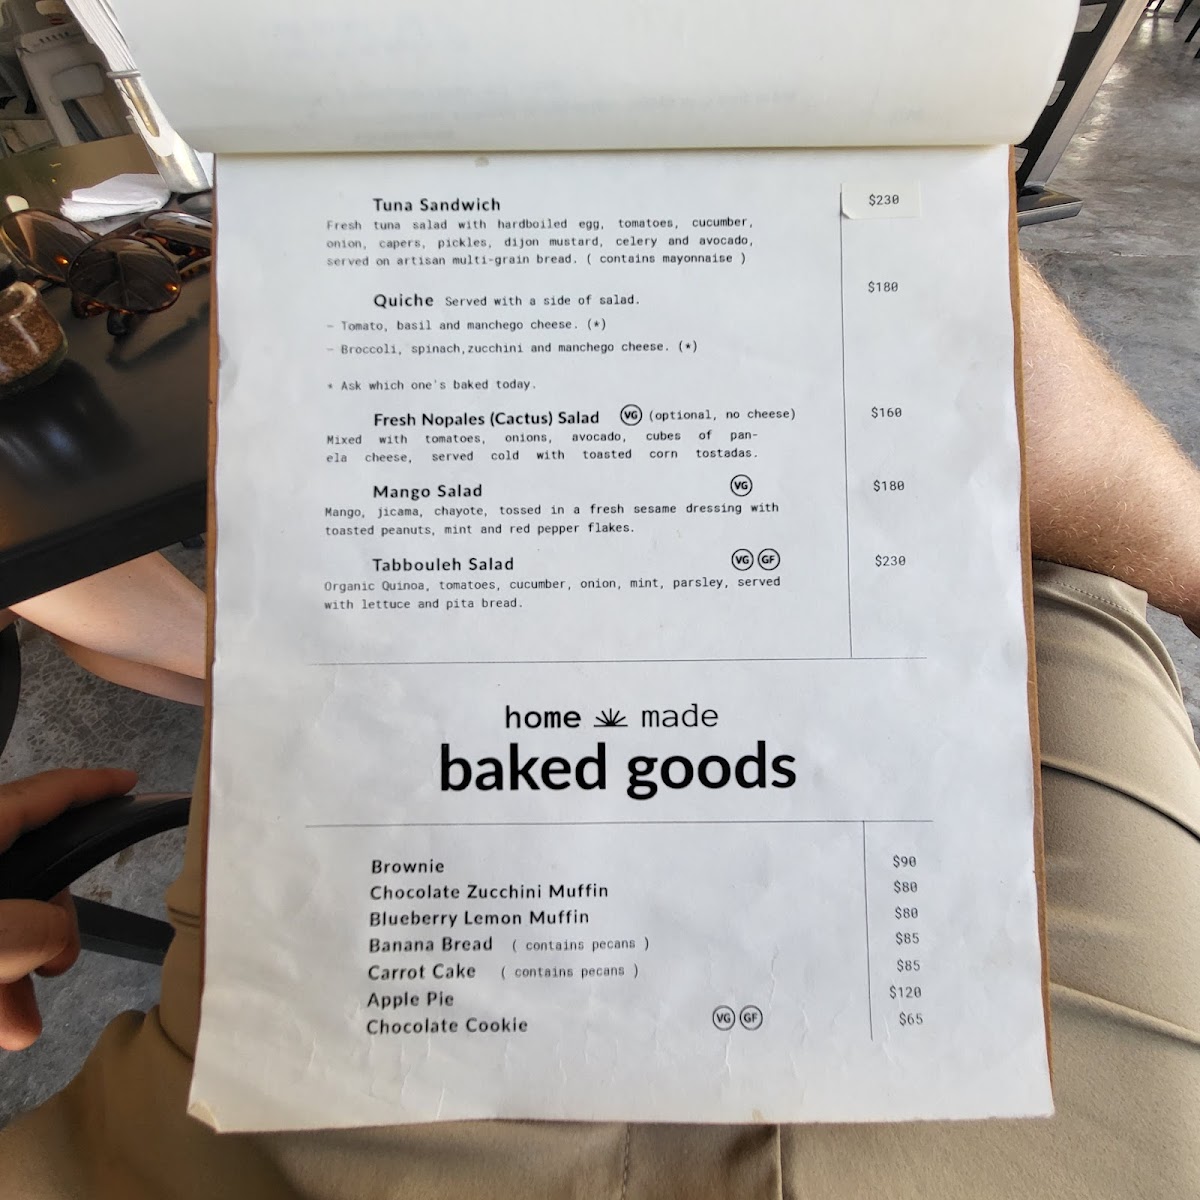 Tuna Sandwich $230
Fresh tuna salad with hardboiled egg, tomatoes, cucumber,
onion, capers, pickles, dijon mustard, celery and avocado,
served on artisan multi-grain bread. ( contains mayonnaise )
Quiche Served with a side of salad. $180
- Tomato, basil and manchego cheese. (*)
- Broccoli, spinach,zucchini and manchego cheese. (*)
* Ask which one's baked today.
Fresh Nopales (Cactus) Salad VG (optional, no cheese) $160
Mixed with tomatoes, onions, avocado, cubes of pan-
ela cheese, served cold with toasted corn tostadas.
Mango Salad VG $180
Mango, jicama, chayote, tossed in a fresh sesame dressing with
toasted peanuts, mint and red pepper flakes.
Tabbouleh Salad VG GF $230
Organic Quinoa, tomatoes, cucumber, onion, mint, parsley, served
with lettuce and pita bread.
home made
baked goods
Brownie $90
Chocolate Zucchini Muffin $80
Blueberry Lemon Muffin $80
Banana Bread ( contains pecans ) $85
Carrot Cake ( contains pecans ) $85
Apple Pie $120
Chocolate Cookie VG GF $65